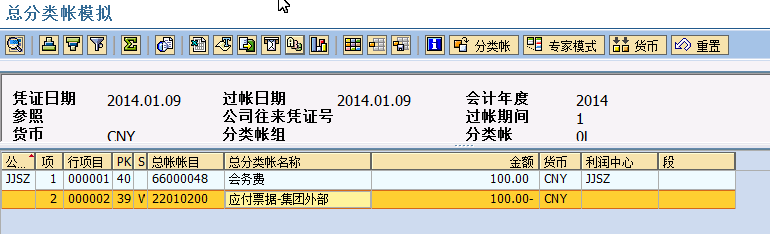 总分类帐模拟
分类帐 专家模式 货币 重置
凭证日期 2014.01.09 过帐日期 2014.01.09 会计年度 2014
参照 公司往来凭证号 过帐期间 1
货币 CNY 分类帐组 分类帐 0L
公... 项 行项目 PK S 总帐帐目 总分类帐名称 金额 货币 利润中心 段
JJSZ 1 000001 40 66000048 会务费 100.00 CNY JJSZ
2 000002 39 W 22010200 应付票据-集团外部 100.00- CNY